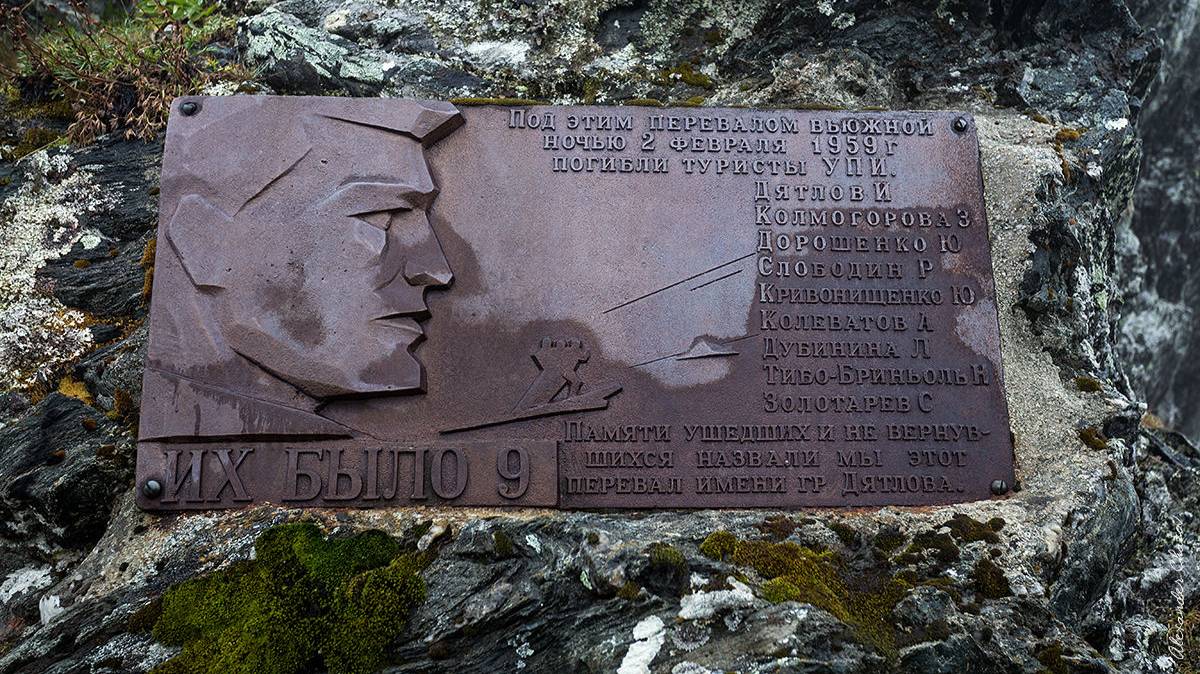 Под этим перевалом вьюжной
ночью 2 февраля 1959 г
погибли туристы УПИ.
Дятлов И
Колмогорова З
Дорошенко Ю
Слободин Р
Кривонищенко Ю
Колеватов А
Дубинина Л
Тибо-Бриньоль Н
Золотарев С
Памяти ушедших и не вернув-
шихся назвали мы этот
перевал имени гр Дятлова.
ИХ БЫЛО 9